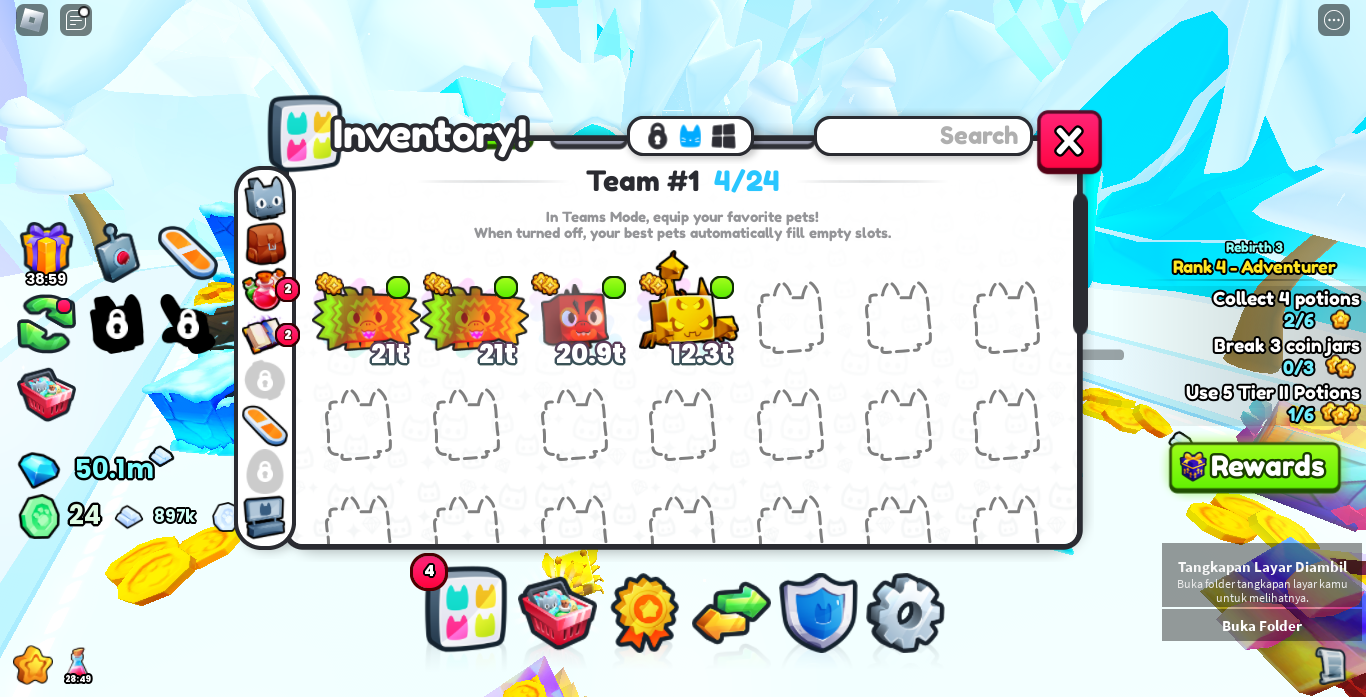 Inventory!
Search
Team #1 4/24
In Teams Mode, equip your favorite pets!
When turned off, your best pets automatically fill empty slots.
21t
21t
20.9t
12.3t
38:59
2
2
50.1m
24
897k
Rebirth 3
Rank 4 - Adventurer
Collect 4 potions
2/6
Break 3 coin jars
0/3
Use 5 Tier II Potions
1/6
Rewards
4
Tangkapan Layar Diambil
Buka folder tangkapan layar kamu
untuk melihatnya.
Buka Folder
28:49